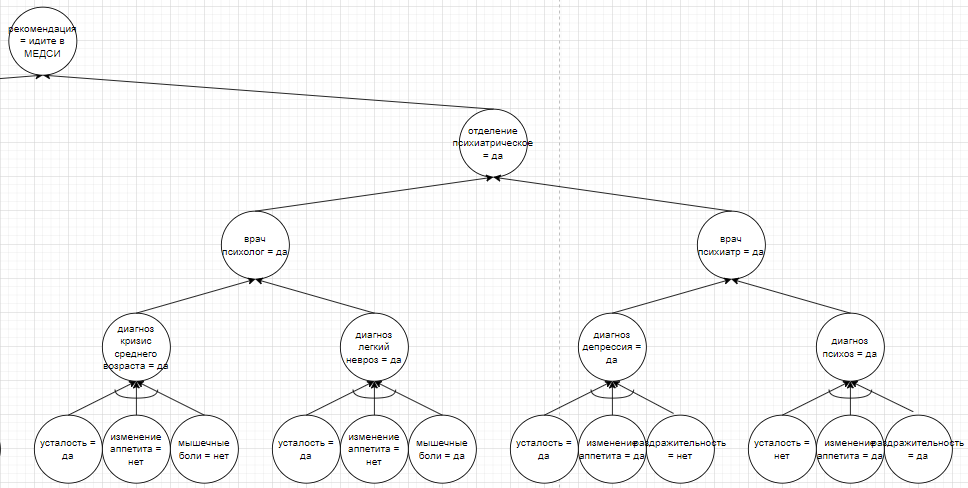 рекомендация
= идите в
МЕДСИ
отделение
психиатрическое
= да
врач
психолог = да
врач
психиатр = да
диагноз
кризис
среднего
возраста = да
диагноз
легкий
невроз = да
диагноз
депрессия =
да
диагноз
психоз = да
усталость =
да
изменение
аппетита =
нет
мышечные
боли = нет
усталость =
да
изменение
аппетита =
нет
мышечные
боли = да
усталость =
да
изменение
аппетита = да
раздражительность
= нет
усталость =
нет
изменение
аппетита = да
раздражительность
= да